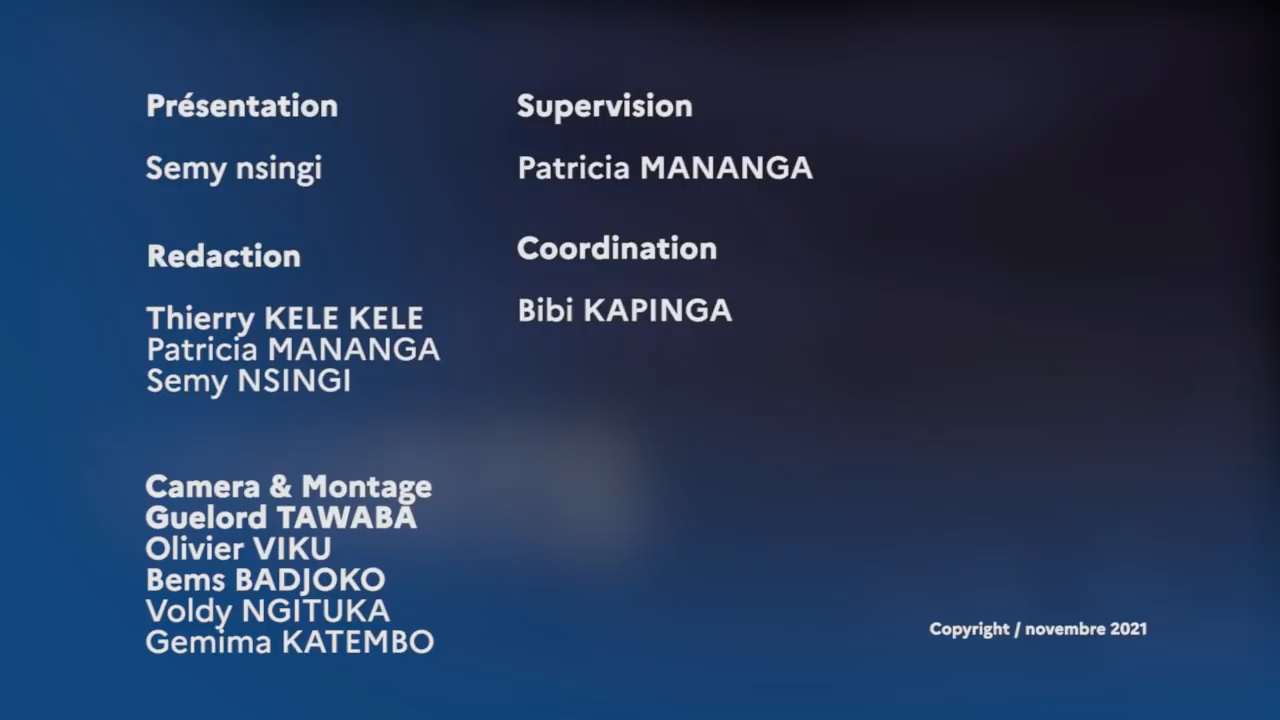 Présentation
Semy nsingi
Redaction
Thierry KELE KELE
Patricia MANANGA
Semy NSINGI
Camera & Montage
Guelord TAWABA
Olivier VIKU
Bems BADJOKO
Voldy NGITUKA
Gemima KATEMBO
Supervision
Patricia MANANGA
Coordination
Bibi KAPINGA
Copyright / novembre 2021